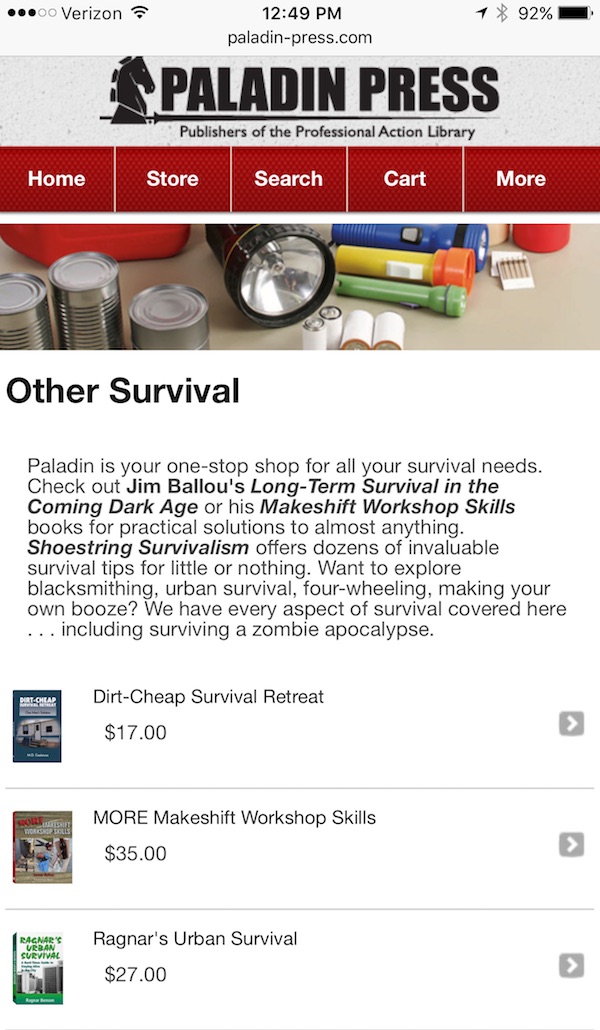 Verizon 12:49 PM 92%
paladin-press.com
PALADIN PRESS
Publishers of the Professional Action Library
Home Store Search Cart More
Other Survival
Paladin is your one-stop shop for all your survival needs.
Check out Jim Ballou's Long-Term Survival in the
Coming Dark Age or his Makeshift Workshop Skills
books for practical solutions to almost anything.
Shoestring Survivalism offers dozens of invaluable
survival tips for little or nothing. Want to explore
blacksmithing, urban survival, four-wheeling, making your
own booze? We have every aspect of survival covered here
. . . including surviving a zombie apocalypse.
DIRT-CHEAP
SURVIVAL RETREAT
Dirt-Cheap Survival Retreat
$17.00
MORE MAKESHIFT
WORKSHOP SKILLS
MORE Makeshift Workshop Skills
$35.00
RAGNAR'S
URBAN
SURVIVAL
Ragnar Benson
Ragnar's Urban Survival
$27.00